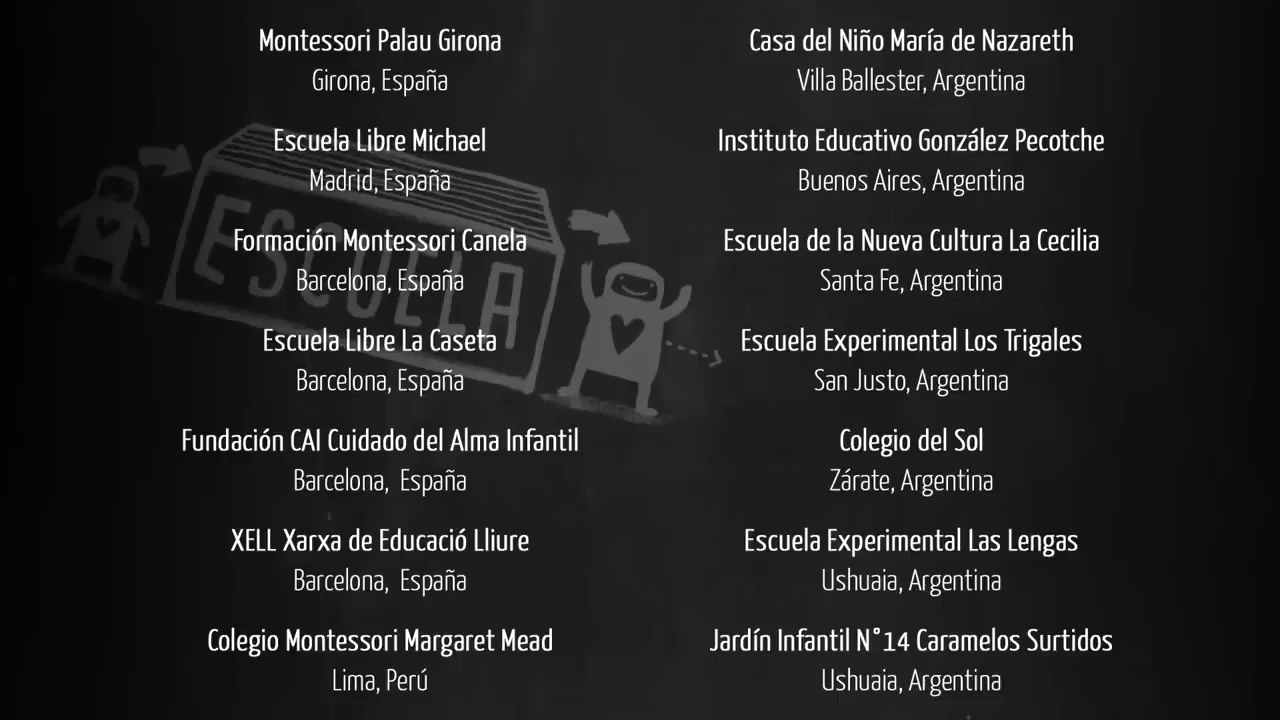 Montessori Palau Girona
Girona, España
Escuela Libre Michael
Madrid, España
Formación Montessori Canela
Barcelona, España
Escuela Libre La Caseta
Barcelona, España
Fundación CAI Cuidado del Alma Infantil
Barcelona, España
XELL Xarxa de Educació Lliure
Barcelona, España
Colegio Montessori Margaret Mead
Lima, Perú
Casa del Niño María de Nazareth
Villa Ballester, Argentina
Instituto Educativo González Pecotche
Buenos Aires, Argentina
Escuela de la Nueva Cultura La Cecilia
Santa Fe, Argentina
Escuela Experimental Los Trigales
San Justo, Argentina
Colegio del Sol
Zárate, Argentina
Escuela Experimental Las Lengas
Ushuaia, Argentina
Jardín Infantil N°14 Caramelos Surtidos
Ushuaia, Argentina
ESCUELA